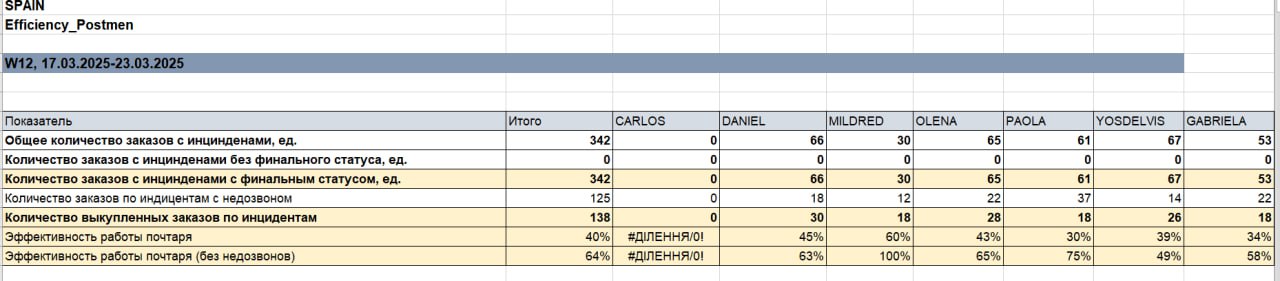 SPAIN
Efficiency_Postmen
W12, 17.03.2025-23.03.2025
Показатель Итого CARLOS DANIEL MILDRED OLENA PAOLA YOSDELVIS GABRIELA
Общее количество заказов с инцинденами, ед. 342 0 66 30 65 61 67 53
Количество заказов с инцинденами без финального статуса, ед. 0 0 0 0 0 0 0 0
Количество заказов с инцинденами с финальным статусом, ед. 342 0 66 30 65 61 67 53
Количество заказов по индицентам с недозвоном 125 0 18 12 22 37 14 22
Количество выкупленных заказов по инцидентам 138 0 30 18 28 18 26 18
Эффективность работы почтаря 40% #ДІЛЕННЯ/0! 45% 60% 43% 30% 39% 34%
Эффективность работы почтаря (без недозвонов) 64% #ДІЛЕННЯ/0! 63% 100% 65% 75% 49% 58%